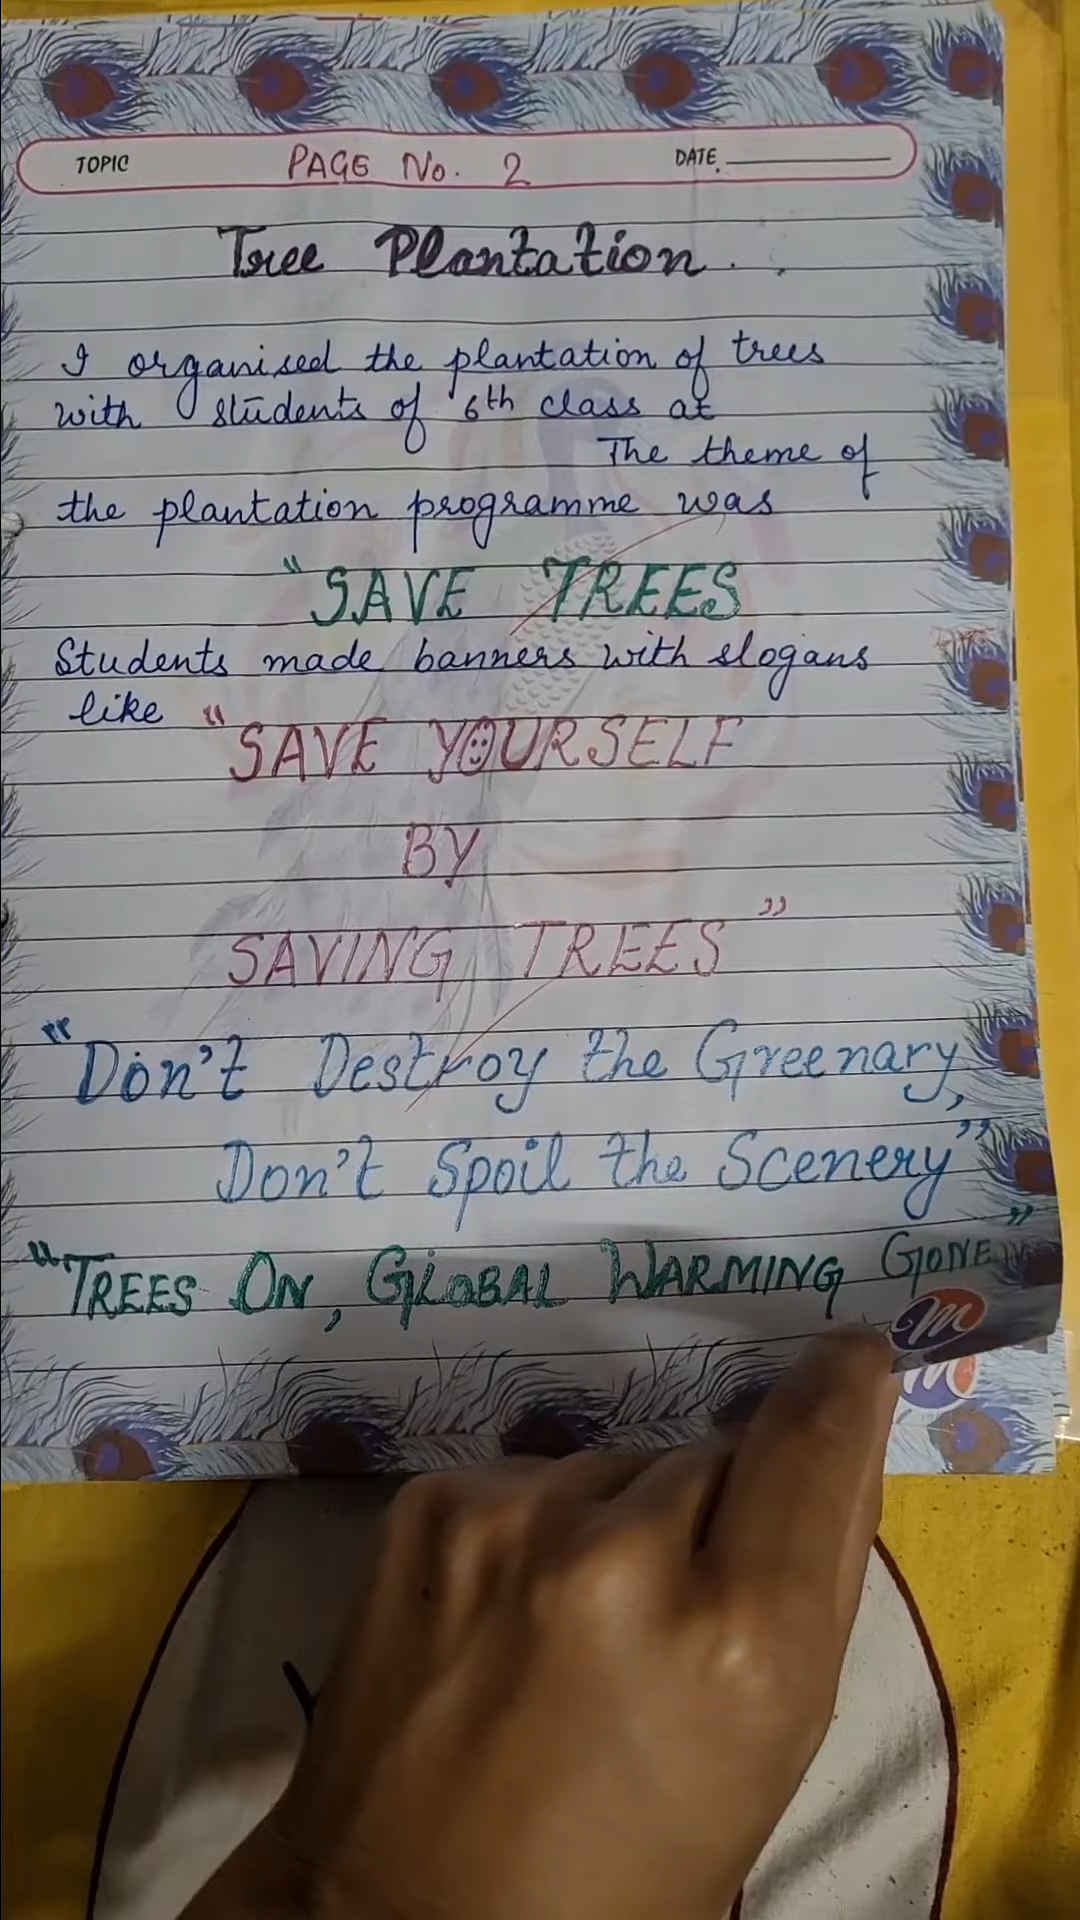 TOPIC PAGE No. 2 DATE
Tree Plantation.
I organised the plantation of trees
with students of 6th class at
The theme of
the plantation programme was
"SAVE TREES
Students made banners with slogans
like "SAVE YOURSELF
BY
SAVING TREES"
"Don't Destroy the Greenary,
Don't Spoil the Scenery"
"TREES ON, GLOBAL WARMING GONE"
m
m